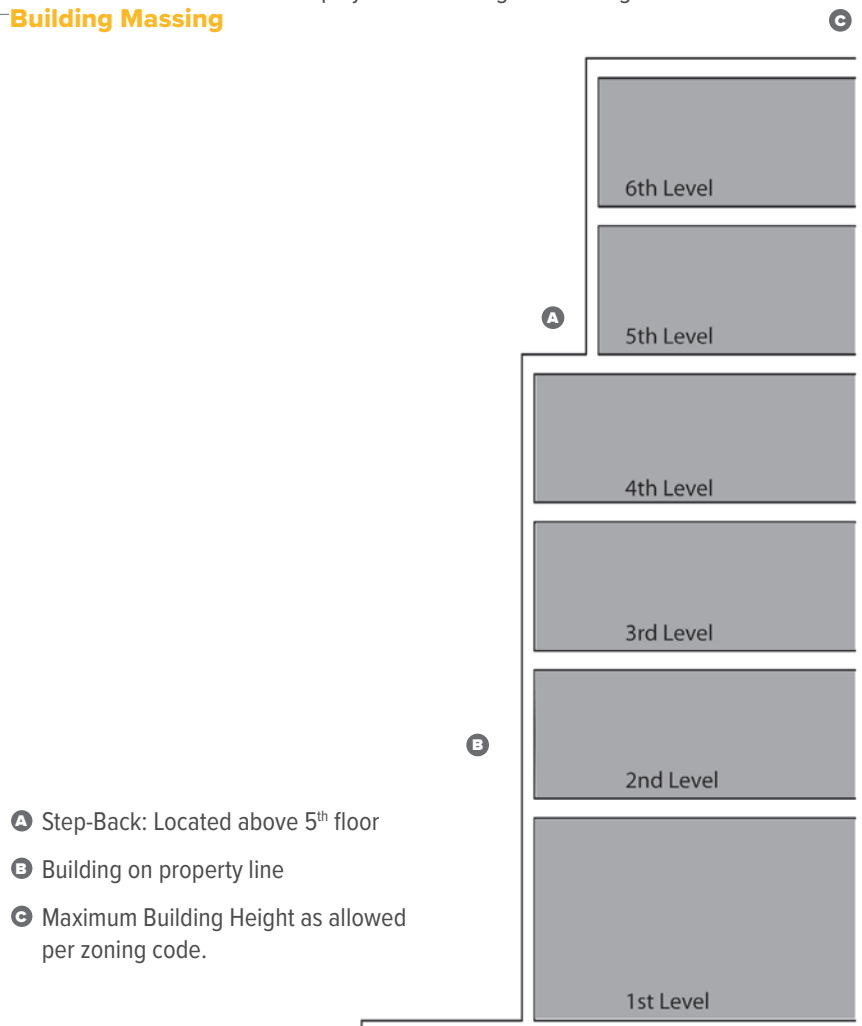 Building Massing
C
6th Level
A
5th Level
4th Level
3rd Level
B
2nd Level
A Step-Back: Located above 5th floor
B Building on property line
C Maximum Building Height as allowed
per zoning code.
1st Level